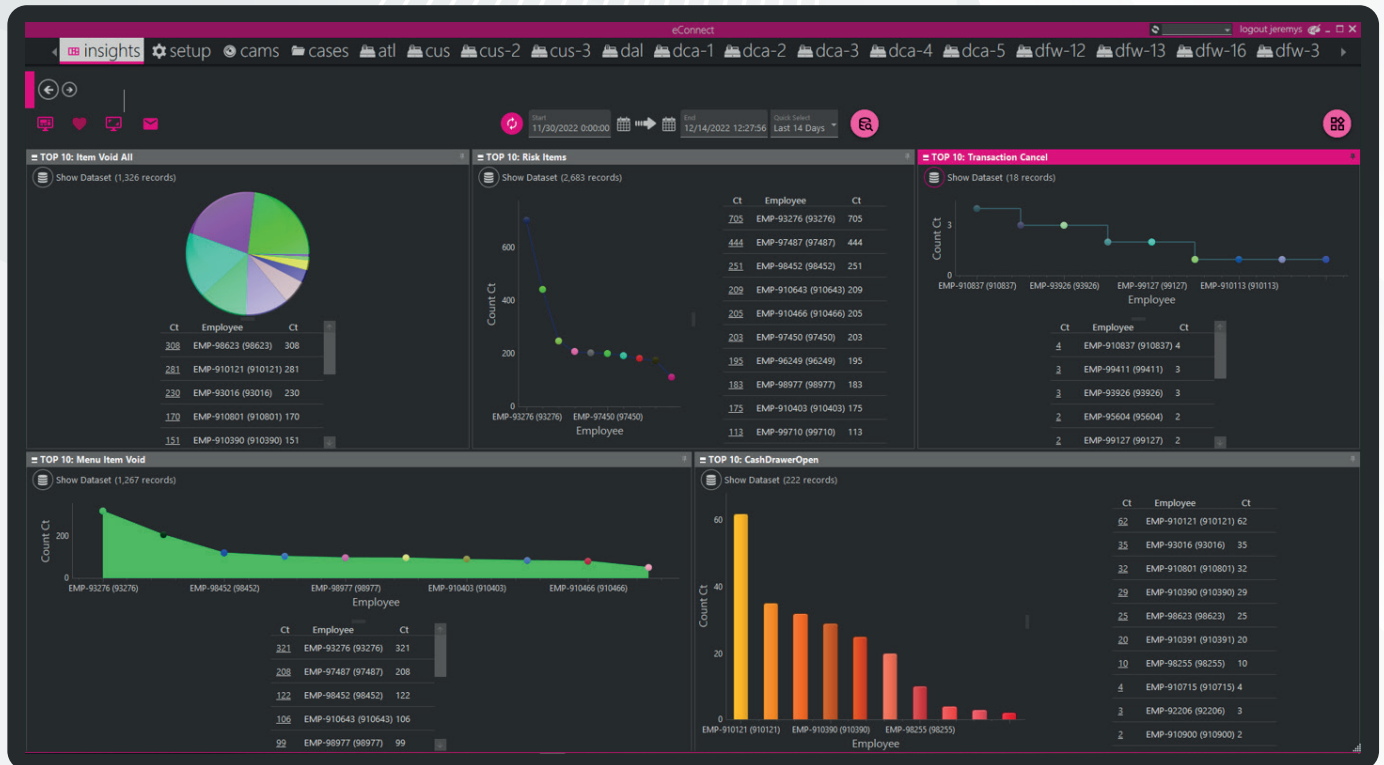 eConnect
logout jeremys
insights setup cams cases atl cus cus-2 cus-3 dal dca-1 dca-2 dca-3 dca-4 dca-5 dfw-12 dfw-13 dfw-16 dfw-3
Start
11/30/2022 0:00:00
End
12/14/2022 12:27:56
Quick Select
Last 14 Days
TOP 10: Item Void All
Show Dataset (1,326 records)
Ct Employee Ct
308 EMP-98623 (98623) 308
281 EMP-910121 (910121) 281
230 EMP-93016 (93016) 230
170 EMP-910801 (910801) 170
151 EMP-910390 (910390) 151
TOP 10: Risk Items
Show Dataset (2,683 records)
Count Ct
600
400
200
0
EMP-93276 (93276) EMP-97450 (97450)
Employee
Ct Employee Ct
705 EMP-93276 (93276) 705
444 EMP-97487 (97487) 444
251 EMP-98452 (98452) 251
209 EMP-910643 (910643) 209
205 EMP-910466 (910466) 205
203 EMP-97450 (97450) 203
195 EMP-96249 (96249) 195
183 EMP-98977 (98977) 183
175 EMP-910403 (910403) 175
113 EMP-99710 (99710) 113
TOP 10: Transaction Cancel
Show Dataset (18 records)
Count Ct
3
0
EMP-910837 (910837) EMP-93926 (93926) EMP-99127 (99127) EMP-910113 (910113)
Employee
Ct Employee Ct
4 EMP-910837 (910837) 4
3 EMP-99411 (99411) 3
3 EMP-93926 (93926) 3
2 EMP-95604 (95604) 2
2 EMP-99127 (99127) 2
TOP 10: Menu Item Void
Show Dataset (1,267 records)
Count Ct
200
0
EMP-93276 (93276) EMP-98452 (98452) EMP-98977 (98977) EMP-910403 (910403) EMP-910466 (910466)
Employee
Ct Employee Ct
321 EMP-93276 (93276) 321
208 EMP-97487 (97487) 208
122 EMP-98452 (98452) 122
106 EMP-910643 (910643) 106
99 EMP-98977 (98977) 99
TOP 10: CashDrawerOpen
Show Dataset (222 records)
Count Ct
60
40
20
0
EMP-910121 (910121) EMP-910390 (910390) EMP-98255 (98255)
Employee
Ct Employee Ct
62 EMP-910121 (910121) 62
35 EMP-93016 (93016) 35
32 EMP-910801 (910801) 32
29 EMP-910390 (910390) 29
25 EMP-98623 (98623) 25
20 EMP-910391 (910391) 20
10 EMP-98255 (98255) 10
4 EMP-910715 (910715) 4
3 EMP-92206 (92206) 3
2 EMP-910900 (910900) 2